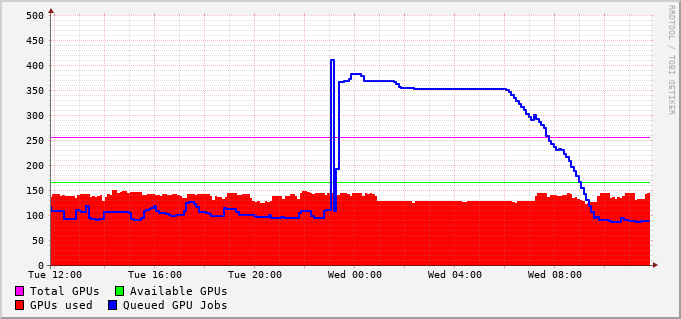 500
450
400
350
300
250
200
150
100
50
0
Tue 12:00 Tue 16:00 Tue 20:00 Wed 00:00 Wed 04:00 Wed 08:00
Total GPUs Available GPUs
GPUs used Queued GPU Jobs
RRDTOOL / TOBI OETIKER